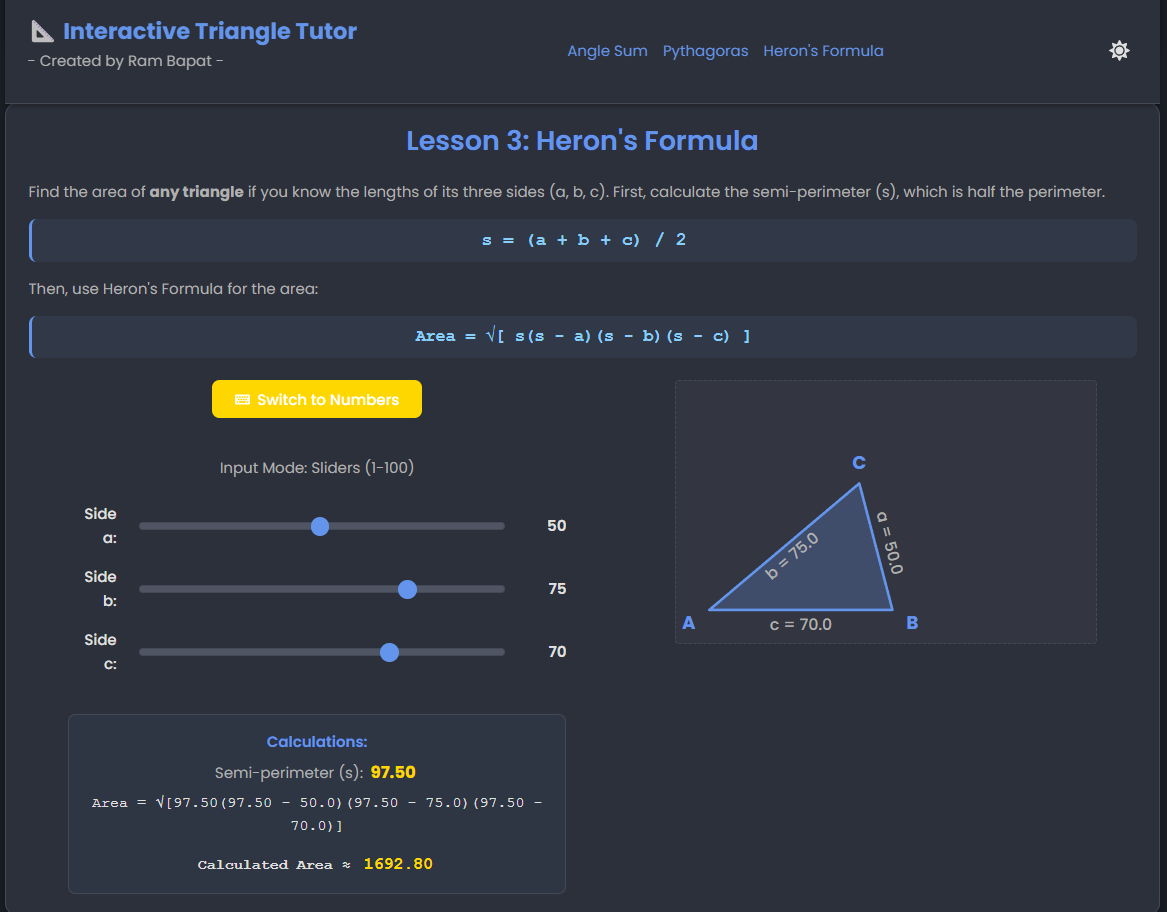 Interactive Triangle Tutor
- Created by Ram Bapat -
Angle Sum Pythagoras Heron's Formula
Lesson 3: Heron's Formula
Find the area of any triangle if you know the lengths of its three sides (a, b, c). First, calculate the semi-perimeter (s), which is half the perimeter.
s = (a + b + c) / 2
Then, use Heron's Formula for the area:
Area = √[ s(s - a)(s - b)(s - c) ]
Switch to Numbers
Input Mode: Sliders (1-100)
Side
a:
50
Side
b:
75
Side
c:
70
C
b = 75.0
a = 50.0
A
B
c = 70.0
Calculations:
Semi-perimeter (s): 97.50
Area = √[97.50(97.50 - 50.0)(97.50 - 75.0)(97.50 -
70.0)]
Calculated Area ≈ 1692.80